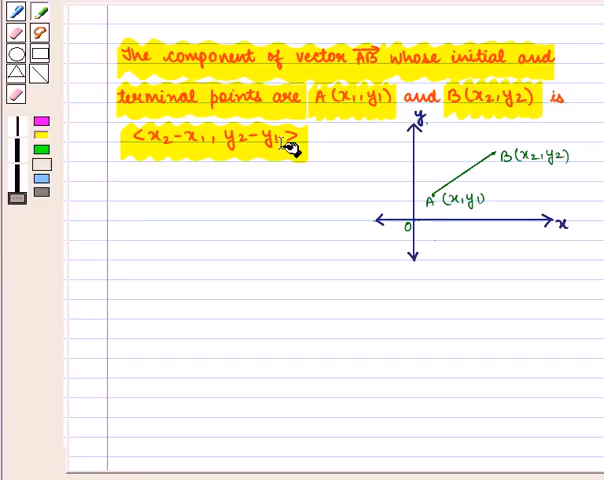 The component of vector AB whose initial and
terminal points are A(x1, y1) and B(x2, y2) is
<x2-x1, y2-y1>
y
B(x2, y2)
A (x1 y1)
O
x